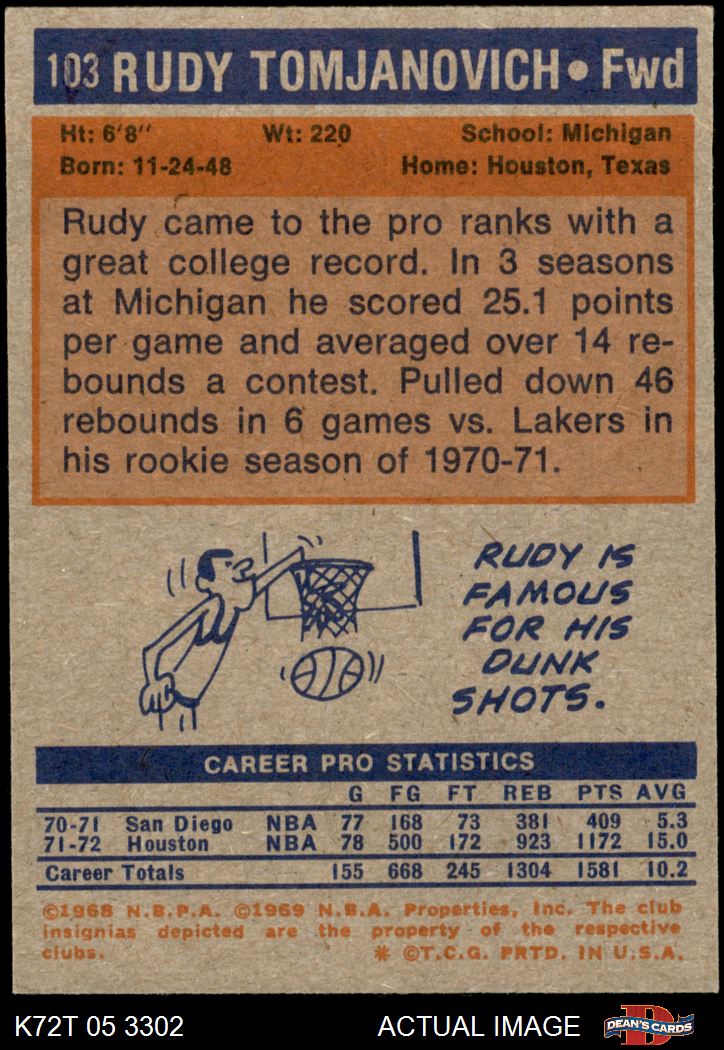 103 RUDY TOMJANOVICH • Fwd
Ht: 6'8" Wt: 220 School: Michigan
Born: 11-24-48 Home: Houston, Texas
Rudy came to the pro ranks with a
great college record. In 3 seasons
at Michigan he scored 25.1 points
per game and averaged over 14 re-
bounds a contest. Pulled down 46
rebounds in 6 games vs. Lakers in
his rookie season of 1970-71.
RUDY IS
FAMOUS
FOR HIS
DUNK
SHOTS.
CAREER PRO STATISTICS
G FG FT REB PTS AVG
70-71 San Diego NBA 77 168 73 381 409 5.3
71-72 Houston NBA 78 500 172 923 1172 15.0
Career Totals 155 668 245 1304 1581 10.2
©1968 N.B.P.A. ©1969 N.B.A. Properties, Inc. The club
insignias depicted are the property of the respective
clubs. * ©T.C.G. PRTD. IN U.S.A.
K72T 05 3302 ACTUAL IMAGE DEAN'S CARDS